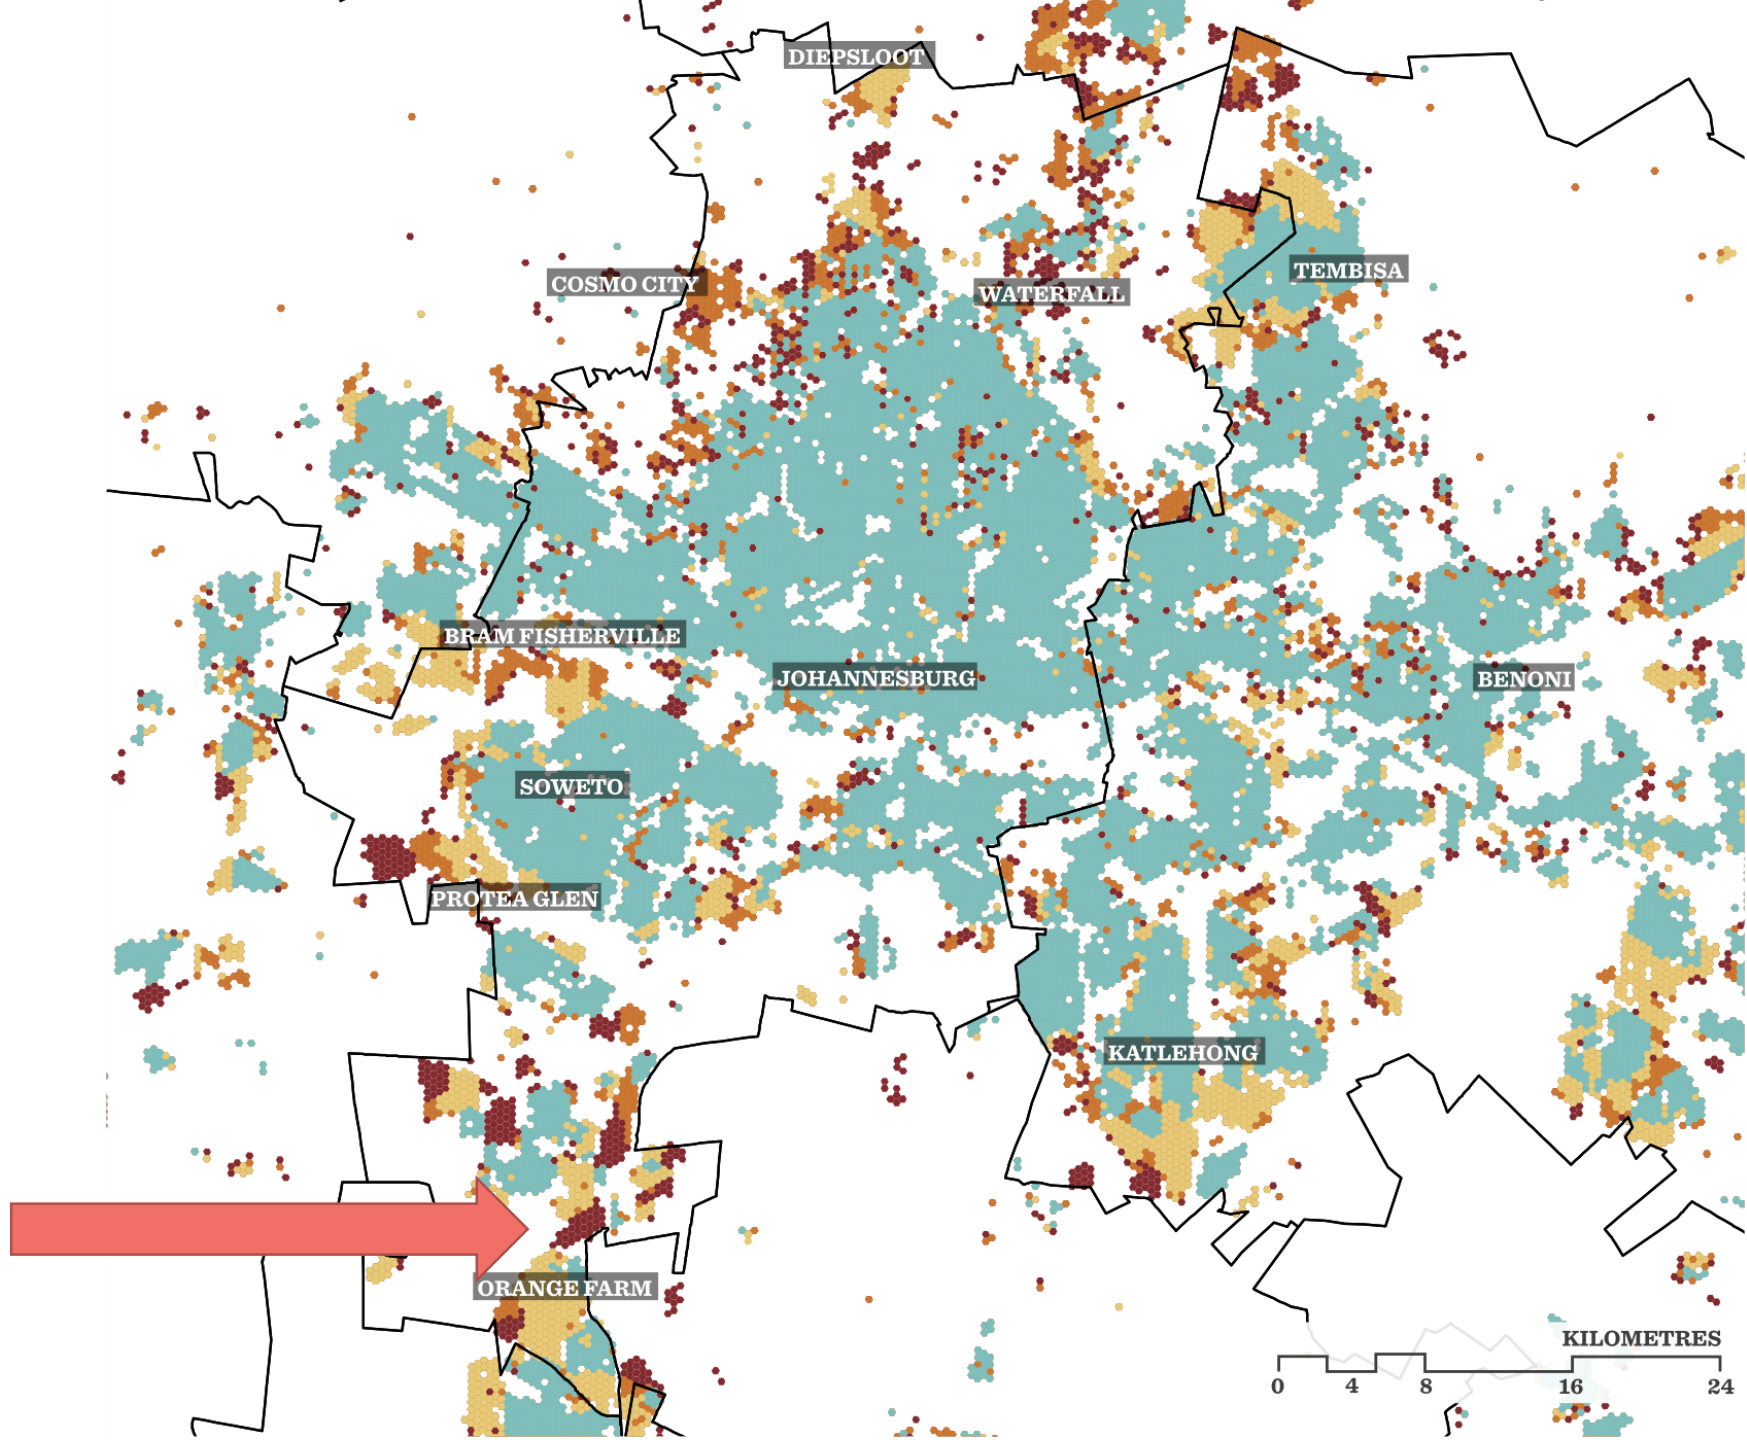 DIEPSLOOT
COSMO CITY
WATERFALL
TEMBISA
BRAM FISHERVILLE
JOHANNESBURG
BENONI
SOWETO
PROTEA GLEN
KATLEHONG
ORANGE FARM
KILOMETRES
0 4 8 16 24